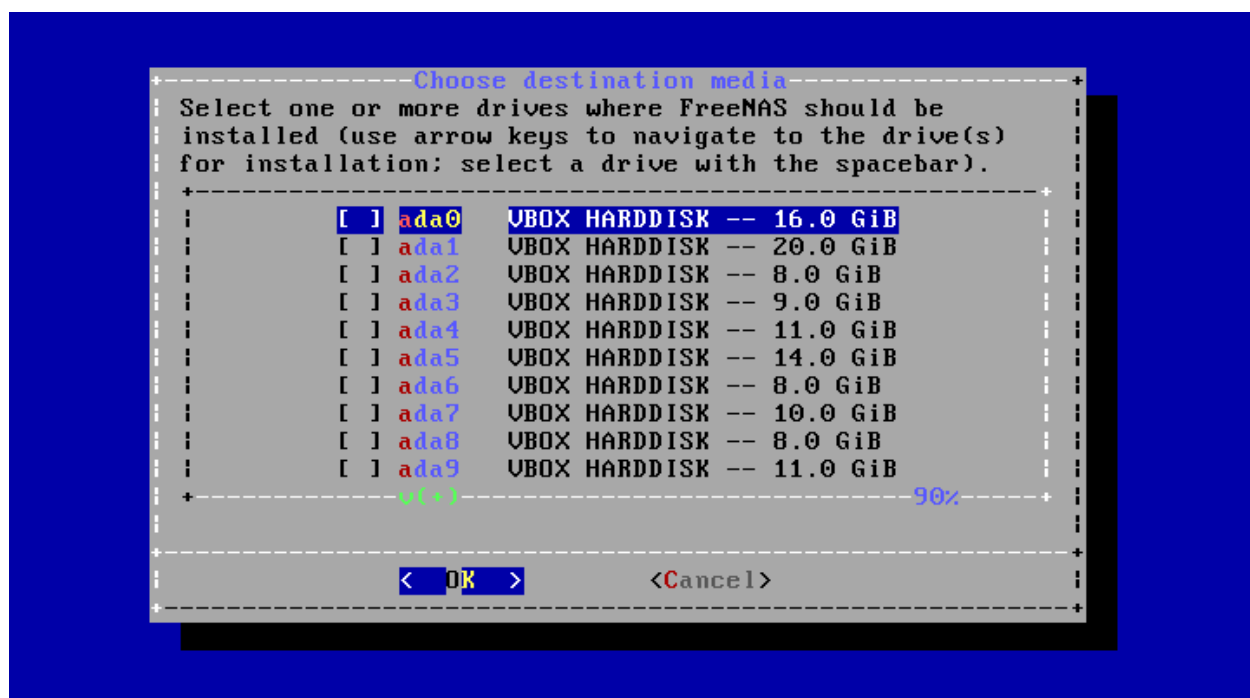 Choose destination media
Select one or more drives where FreeNAS should be
installed (use arrow keys to navigate to the drive(s)
for installation; select a drive with the spacebar).
[ ] ada0 VBOX HARDDISK -- 16.0 GiB
[ ] ada1 VBOX HARDDISK -- 20.0 GiB
[ ] ada2 VBOX HARDDISK -- 8.0 GiB
[ ] ada3 VBOX HARDDISK -- 9.0 GiB
[ ] ada4 VBOX HARDDISK -- 11.0 GiB
[ ] ada5 VBOX HARDDISK -- 14.0 GiB
[ ] ada6 VBOX HARDDISK -- 8.0 GiB
[ ] ada7 VBOX HARDDISK -- 10.0 GiB
[ ] ada8 VBOX HARDDISK -- 8.0 GiB
[ ] ada9 VBOX HARDDISK -- 11.0 GiB
v(+) 90%
< OK > <Cancel>